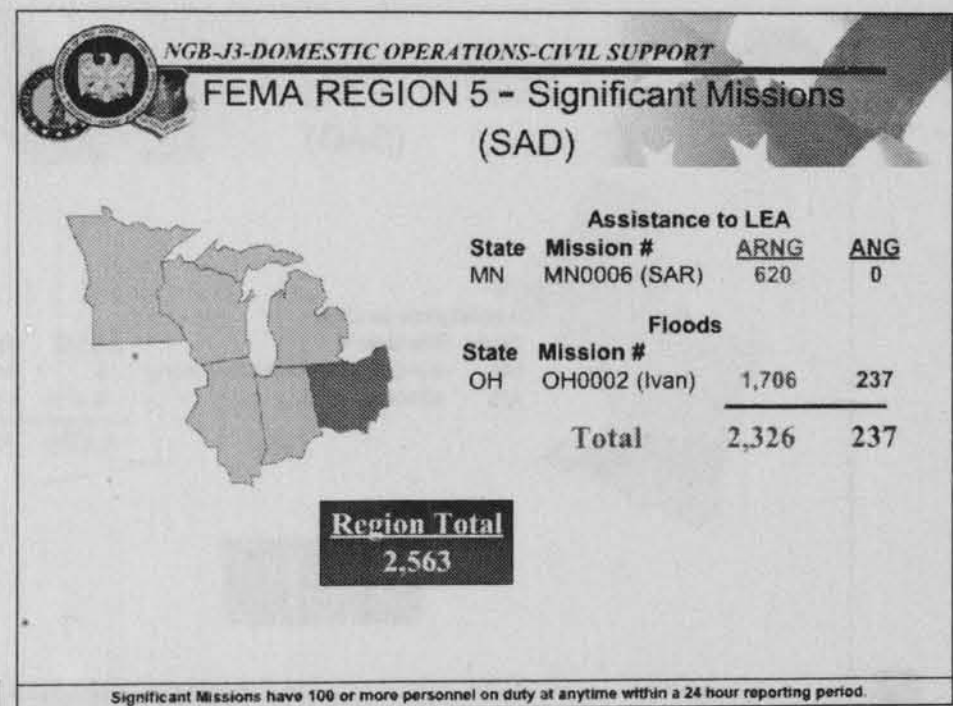 NGB-J3-DOMESTIC OPERATIONS-CIVIL SUPPORT
FEMA REGION 5 - Significant Missions
(SAD)
Assistance to LEA
State Mission # ARNG ANG
MN MN0006 (SAR) 620 0
Floods
State Mission #
OH OH0002 (Ivan) 1,706 237
Total 2,326 237
Region Total
2,563
Significant Missions have 100 or more personnel on duty at anytime within a 24 hour reporting period.